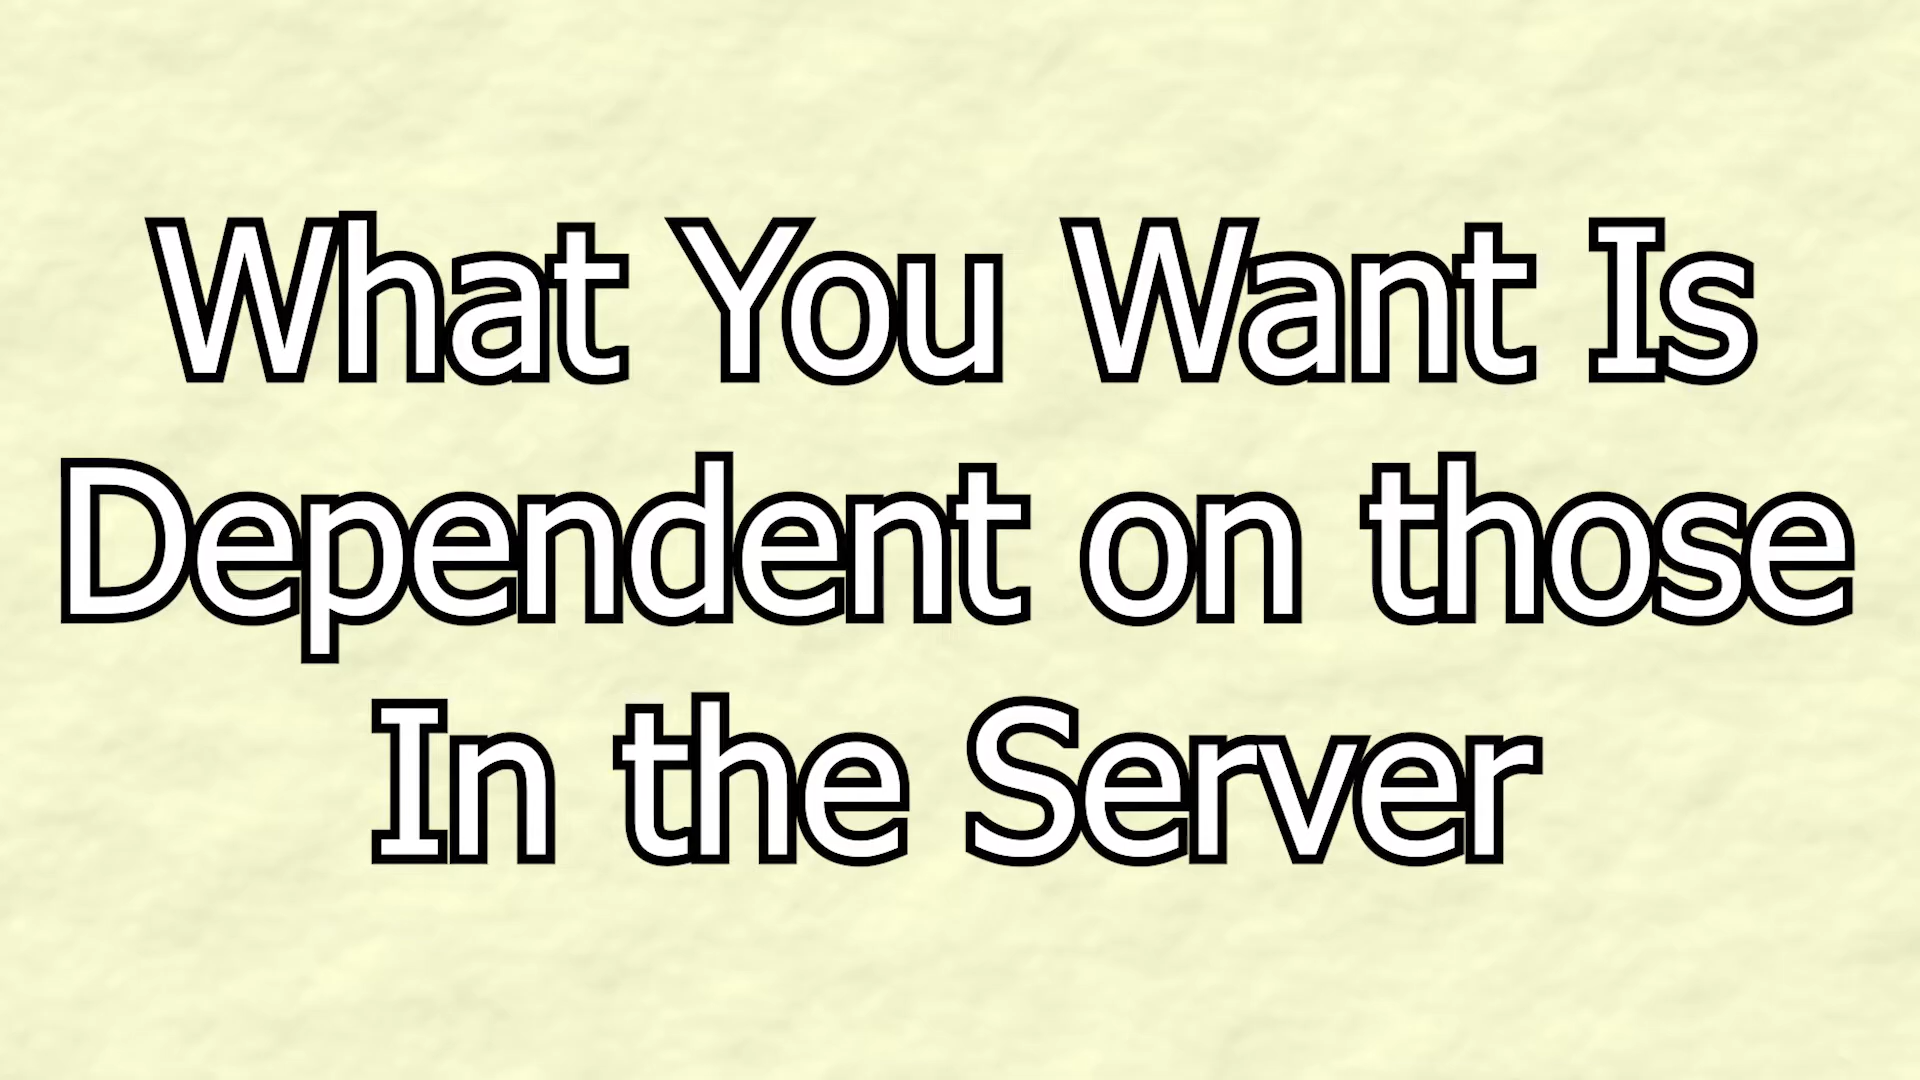 What You Want Is
Dependent on those
In the Server